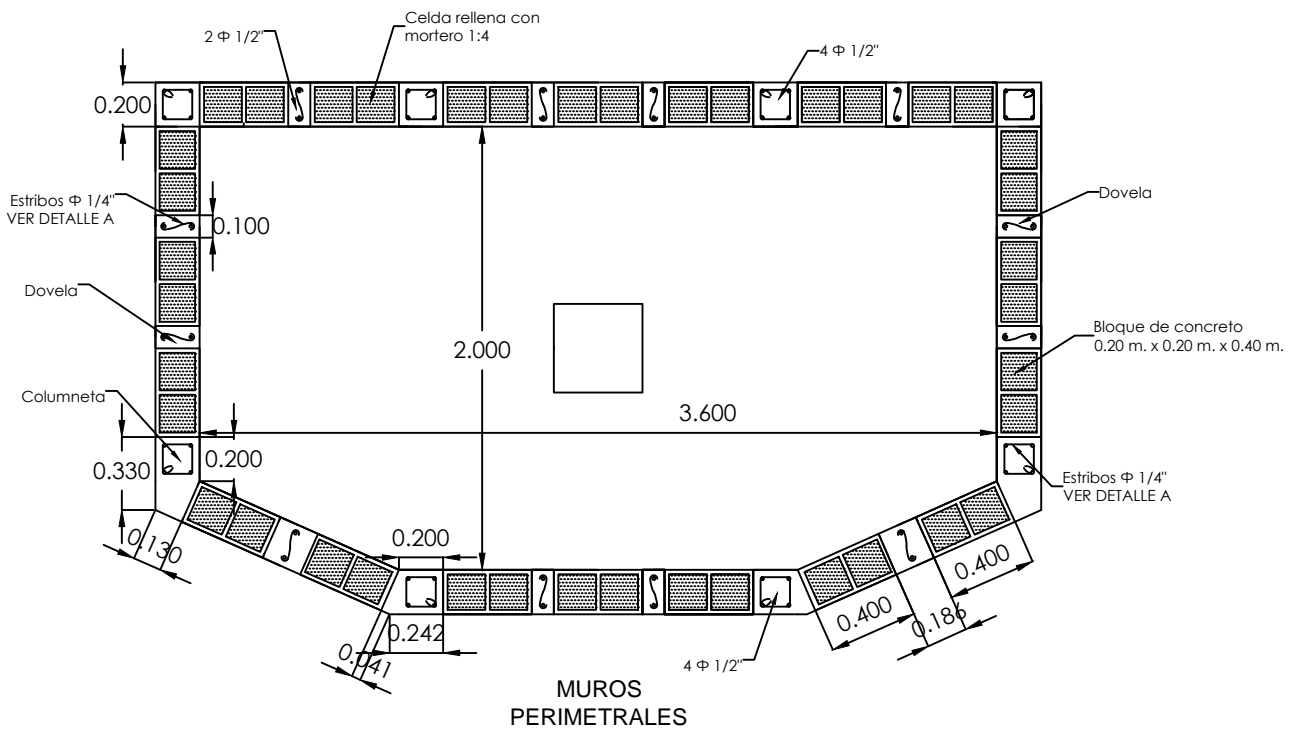 Celda rellena con
mortero 1:4
2 Φ 1/2"
4 Φ 1/2"
0.200
Estribos Φ 1/4"
VER DETALLE A
0.100
Dovela
Dovela
Bloque de concreto
0.20 m. x 0.20 m. x 0.40 m.
2.000
Columneta
3.600
0.330
0.200
Estribos Φ 1/4"
VER DETALLE A
0.130
0.200
0.400
0.400
0.186
0.242
0.041
4 Φ 1/2"
MUROS
PERIMETRALES